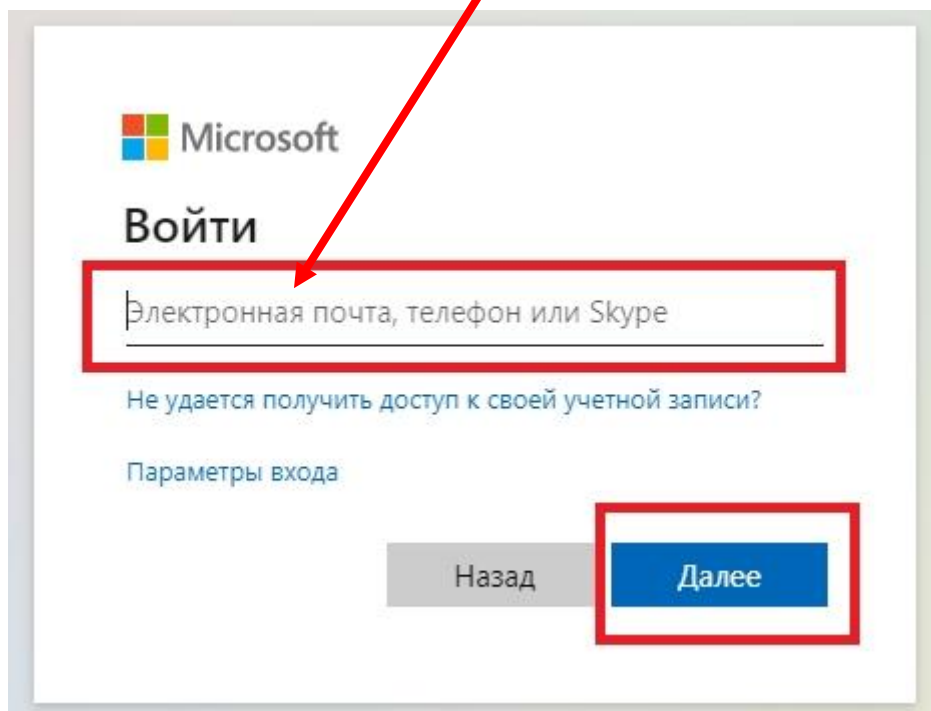 Microsoft
Войти
Электронная почта, телефон или Skype
Не удается получить доступ к своей учетной записи?
Параметры входа
Назад
Далее